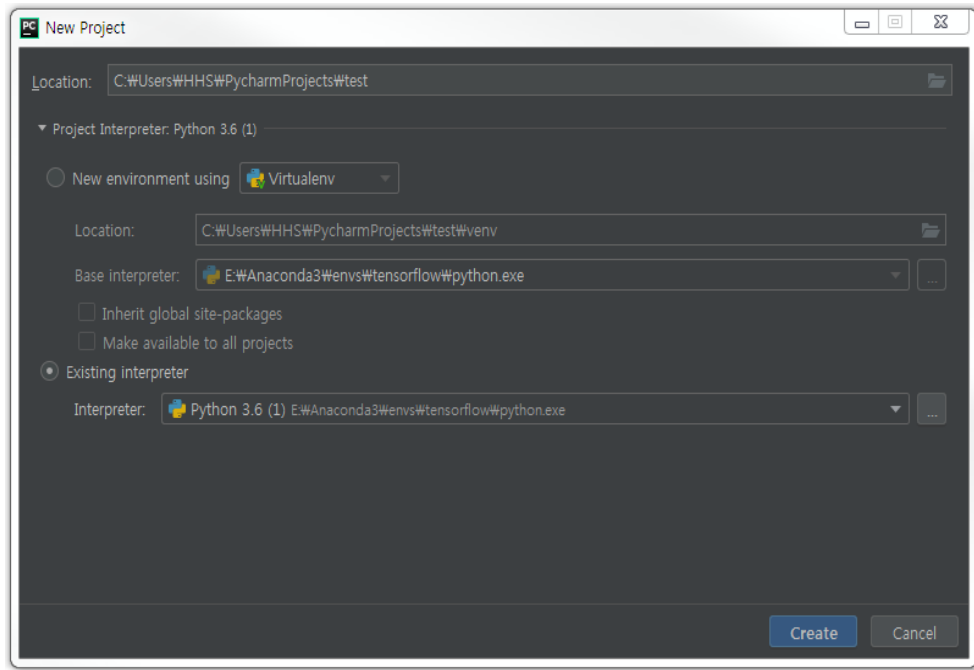 PC New Project
Location: C:₩Users₩HHS₩PycharmProjects₩test
Project Interpreter: Python 3.6 (1)
New environment using Virtualenv
Location: C:₩Users₩HHS₩PycharmProjects₩test₩venv
Base interpreter: E:₩Anaconda3₩envs₩tensorflow₩python.exe ...
Inherit global site-packages
Make available to all projects
Existing interpreter
Interpreter: Python 3.6 (1) E:₩Anaconda3₩envs₩tensorflow₩python.exe ...
Create Cancel